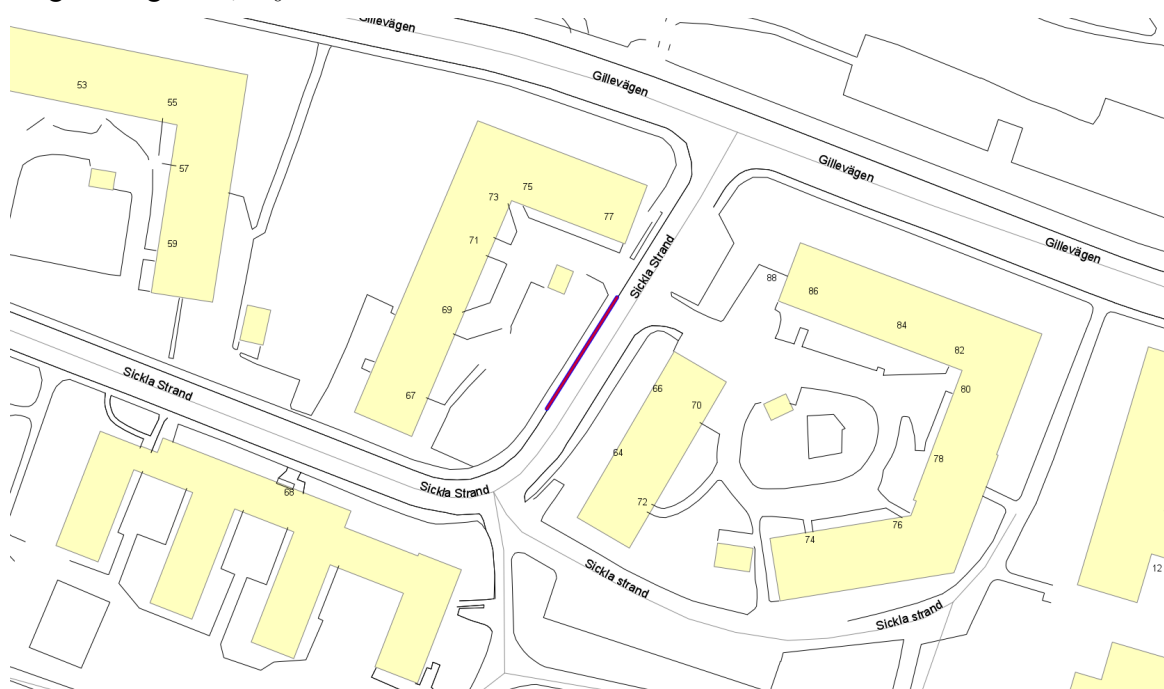 Gillevägen
Gillevägen
53
55
57
59
73
75
77
71
69
67
Sickla Strand
Gillevägen
Gillevägen
88
86
84
82
80
78
76
74
66
70
64
72
Sickla Strand
Sickla Strand
68
Sickla strand
Sickla strand
12